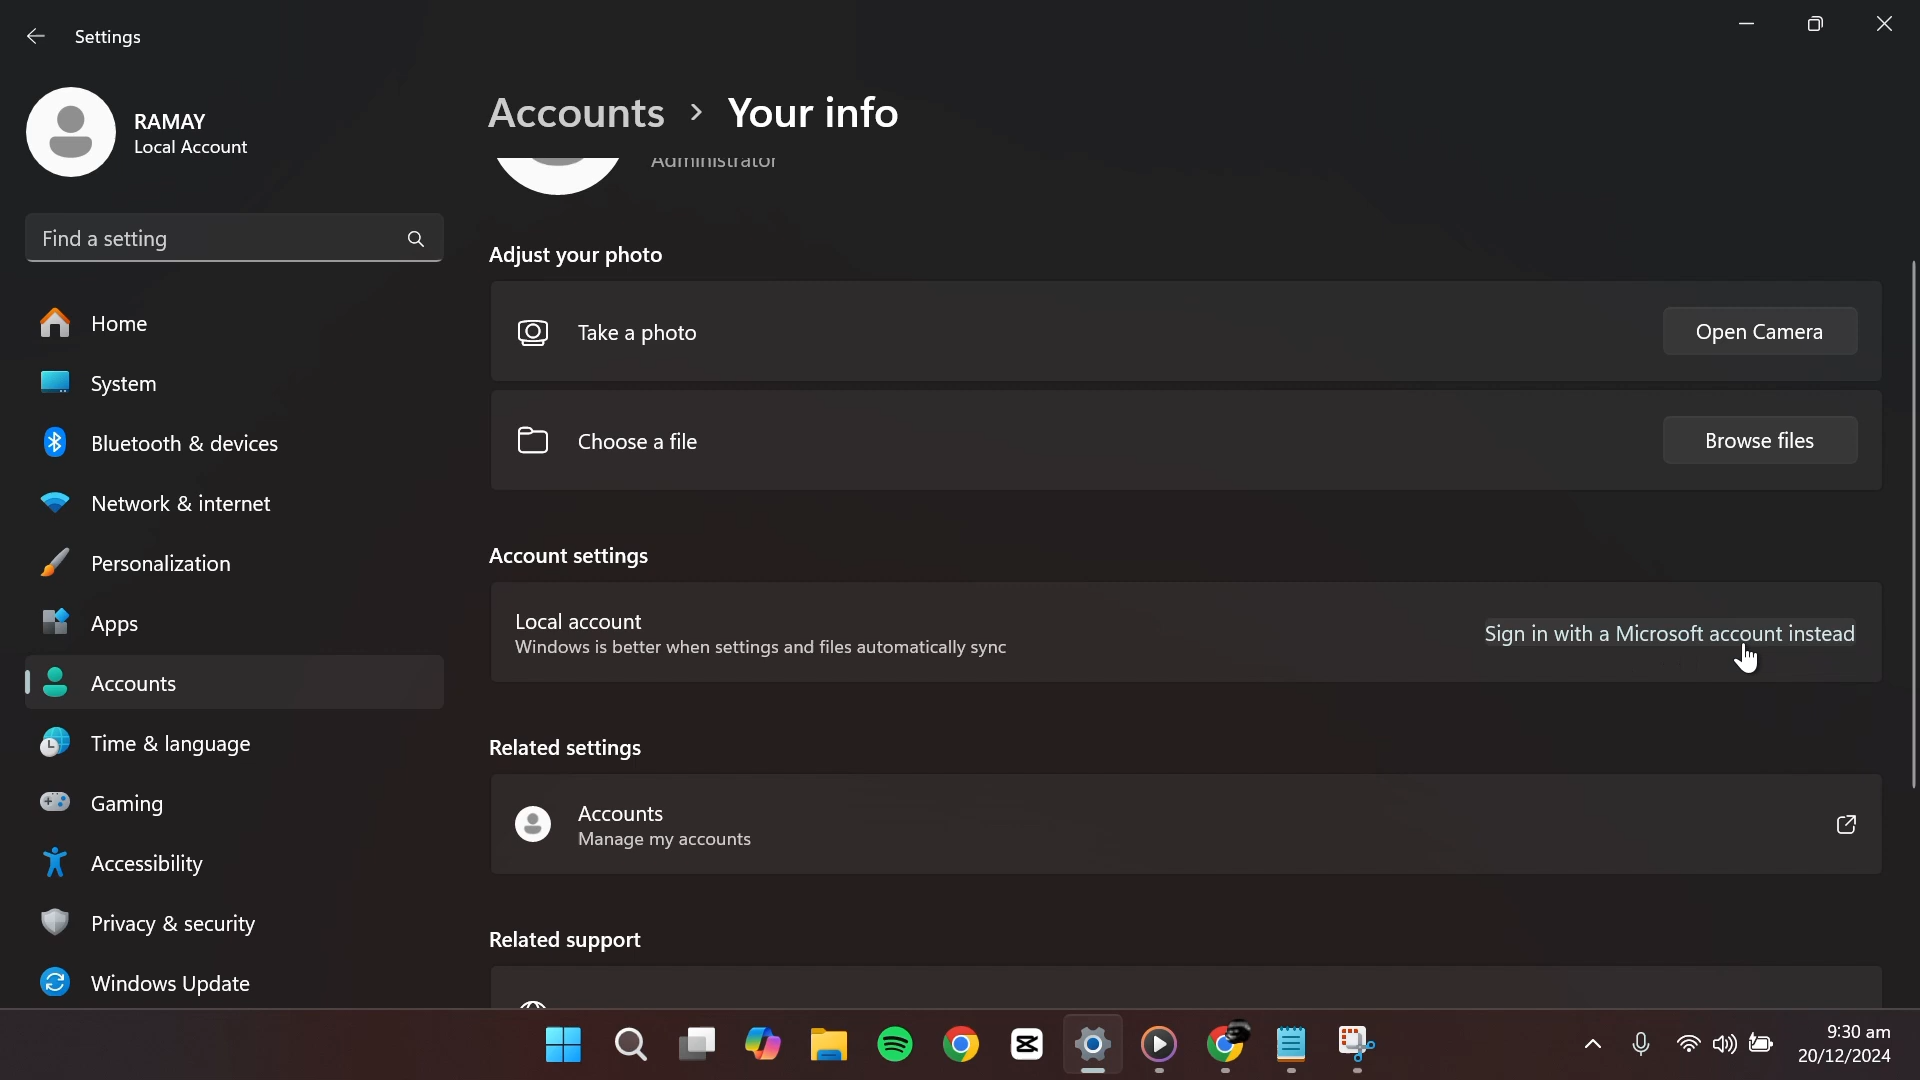 Settings
RAMAY
Local Account
Find a setting
Home
System
Bluetooth & devices
Network & internet
Personalization
Apps
Accounts
Time & language
Gaming
Accessibility
Privacy & security
Windows Update
Accounts › Your info
Administrator
Adjust your photo
Take a photo
Open Camera
Choose a file
Browse files
Account settings
Local account
Windows is better when settings and files automatically sync
Sign in with a Microsoft account instead
Related settings
Accounts
Manage my accounts
Related support
9:30 am
20/12/2024